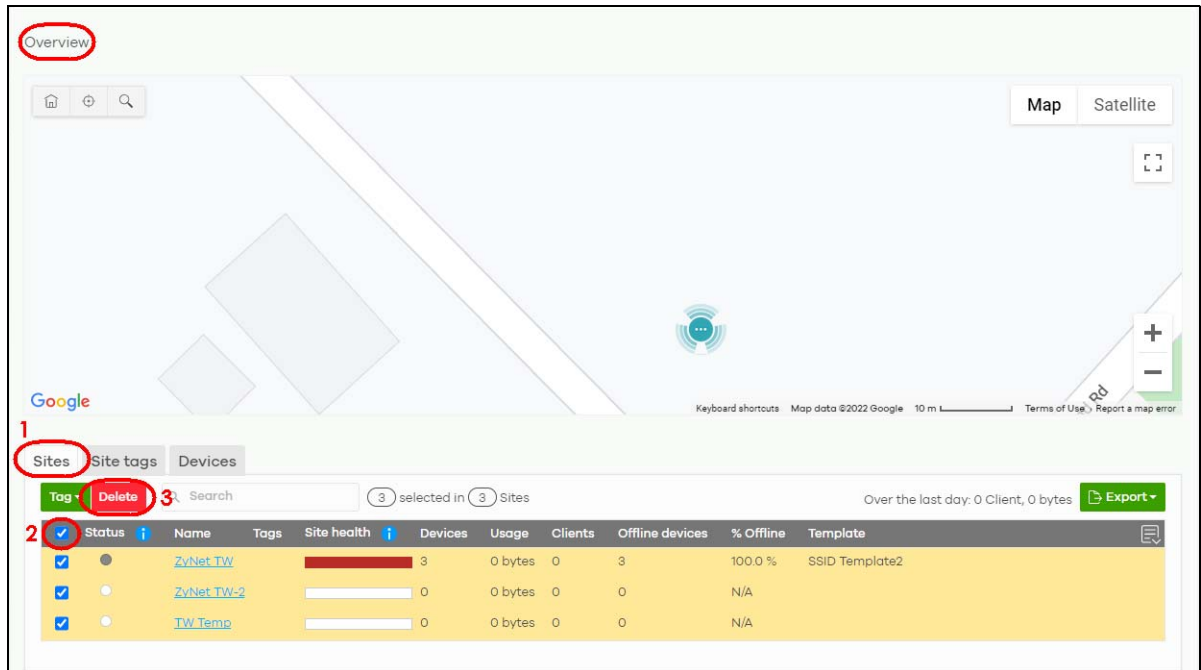 Overview
Map Satellite
Rd
Google
Keyboard shortcuts Map data ©2022 Google 10 m Terms of Use Report a map error
1
Sites Site tags Devices
Tag Delete 3 Search 3 selected in 3 Sites Over the last day: 0 Client, 0 bytes Export
2 Status i Name Tags Site health i Devices Usage Clients Offline devices % Offline Template
ZyNet TW 3 0 bytes 0 3 100.0 % SSID Template2
ZyNet TW-2 0 0 bytes 0 0 N/A
TW Temp 0 0 bytes 0 0 N/A